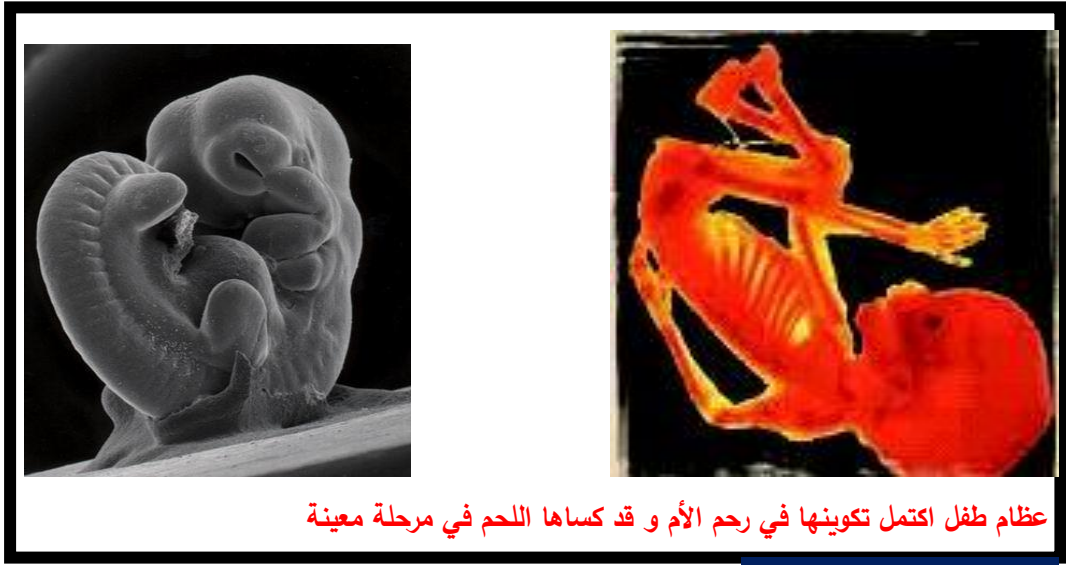 عظام طفل اكتمل تكوينها في رحم الأم و قد كساها اللحم في مرحلة معينة